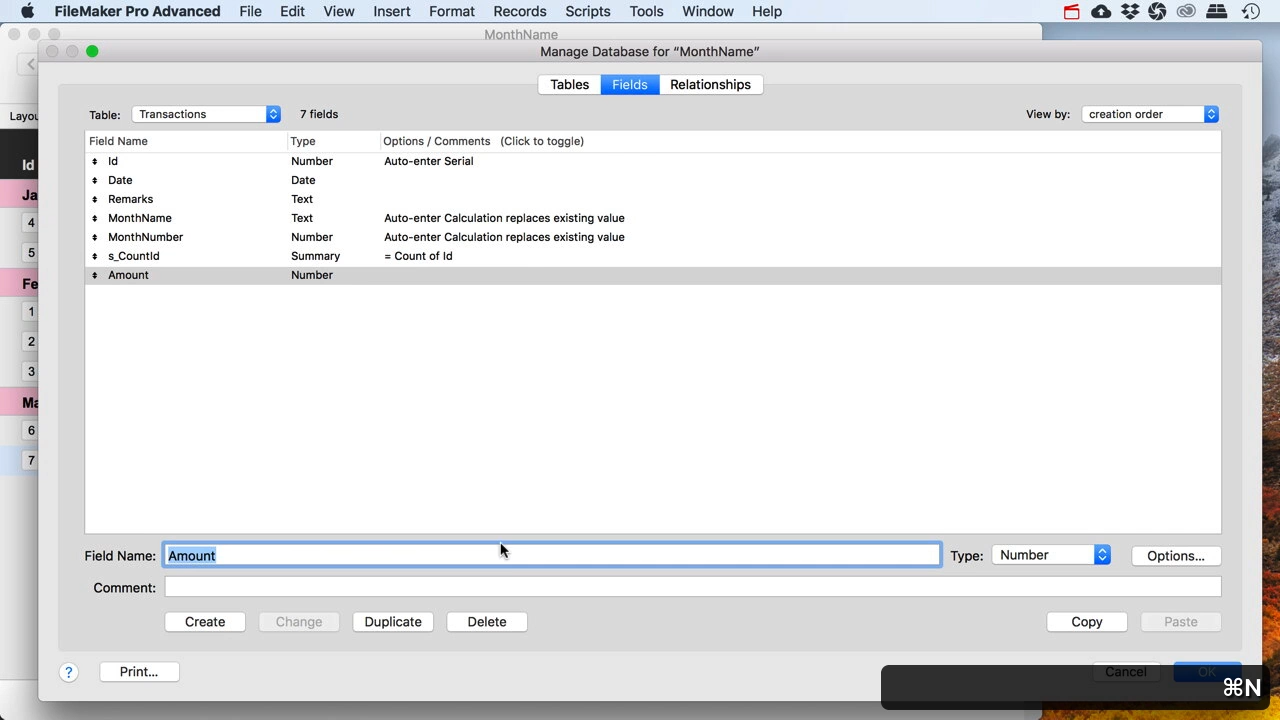 FileMaker Pro Advanced File Edit View Insert Format Records Scripts Tools Window Help
MonthName
Manage Database for “MonthName”
Tables Fields Relationships
Layou
Table: Transactions 7 fields View by: creation order
Field Name Type Options / Comments (Click to toggle)
Id Number Auto-enter Serial
Date Date
Remarks Text
MonthName Text Auto-enter Calculation replaces existing value
MonthNumber Number Auto-enter Calculation replaces existing value
s_CountId Summary = Count of Id
Amount Number
Id
Ja
4
5
Fe
1
2
3
Ma
6
7
Field Name: Amount Type: Number Options...
Comment:
Create Change Duplicate Delete Copy Paste
? Print... Cancel OK
⌘N